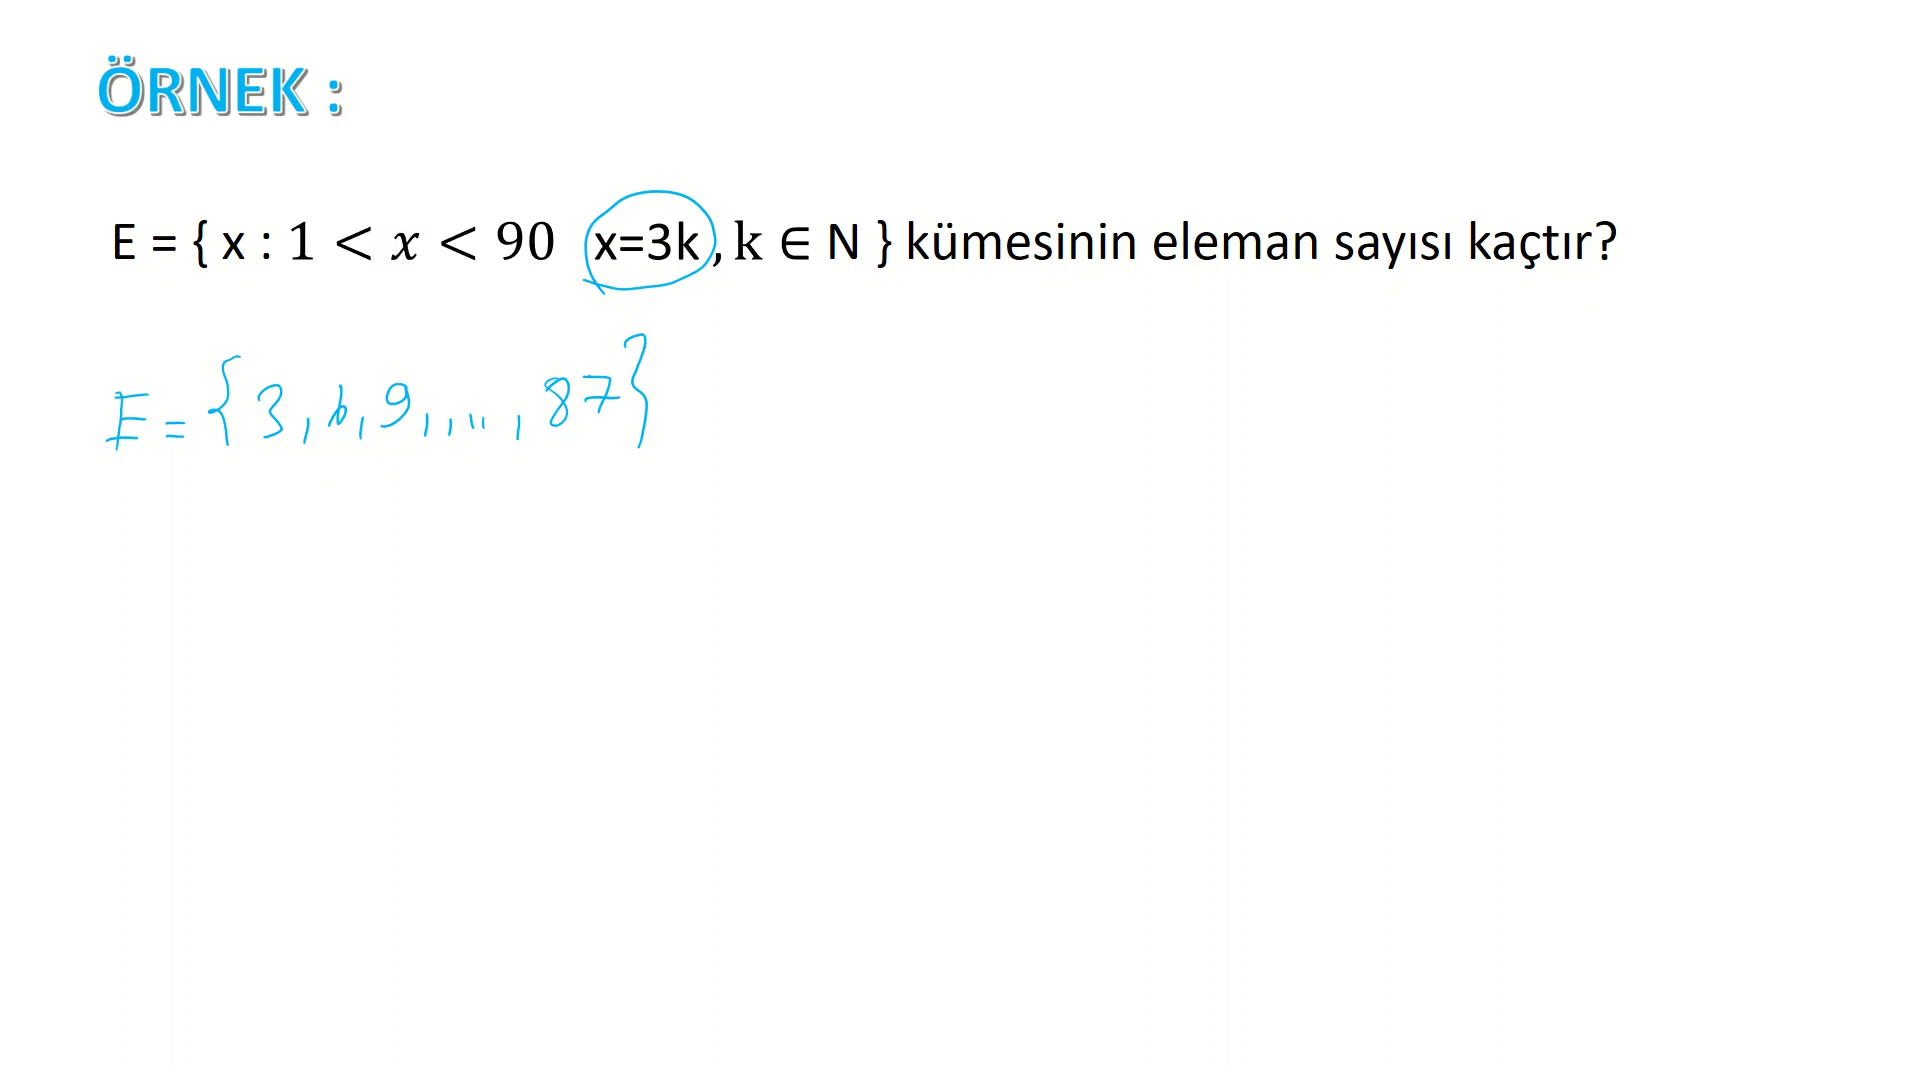 ÖRNEK :
E = { x : 1 < x < 90 x=3k , k ∈ N } kümesinin eleman sayısı kaçtır?
E = {3, 6, 9, , ... , 87}